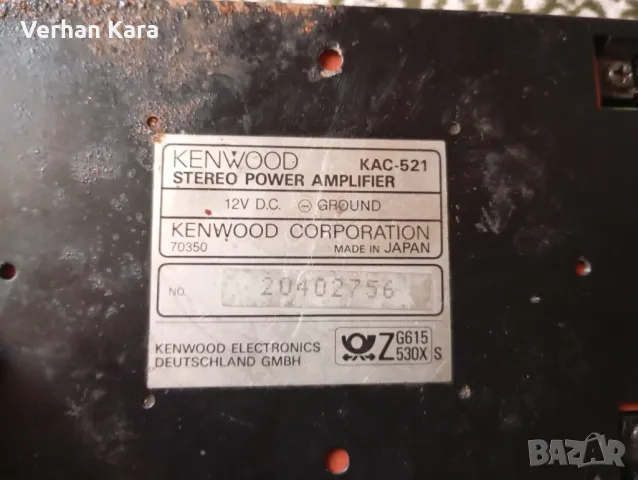 Verhan Kara
KENWOOD KAC-521
STEREO POWER AMPLIFIER
12V D.C. ⊖ GROUND
KENWOOD CORPORATION
70350 MADE IN JAPAN
NO. 20402756
KENWOOD ELECTRONICS
DEUTSCHLAND GMBH
Z G615
530X S
BAZAR